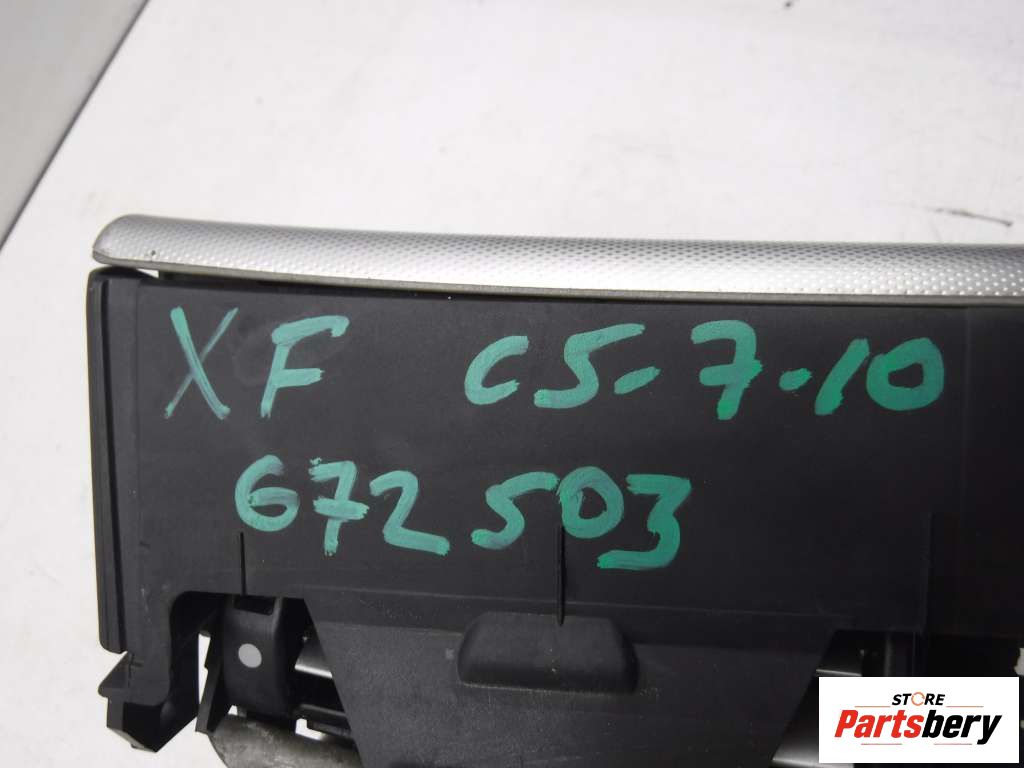 XF C5-7-10
672503
STORE
Partsbery